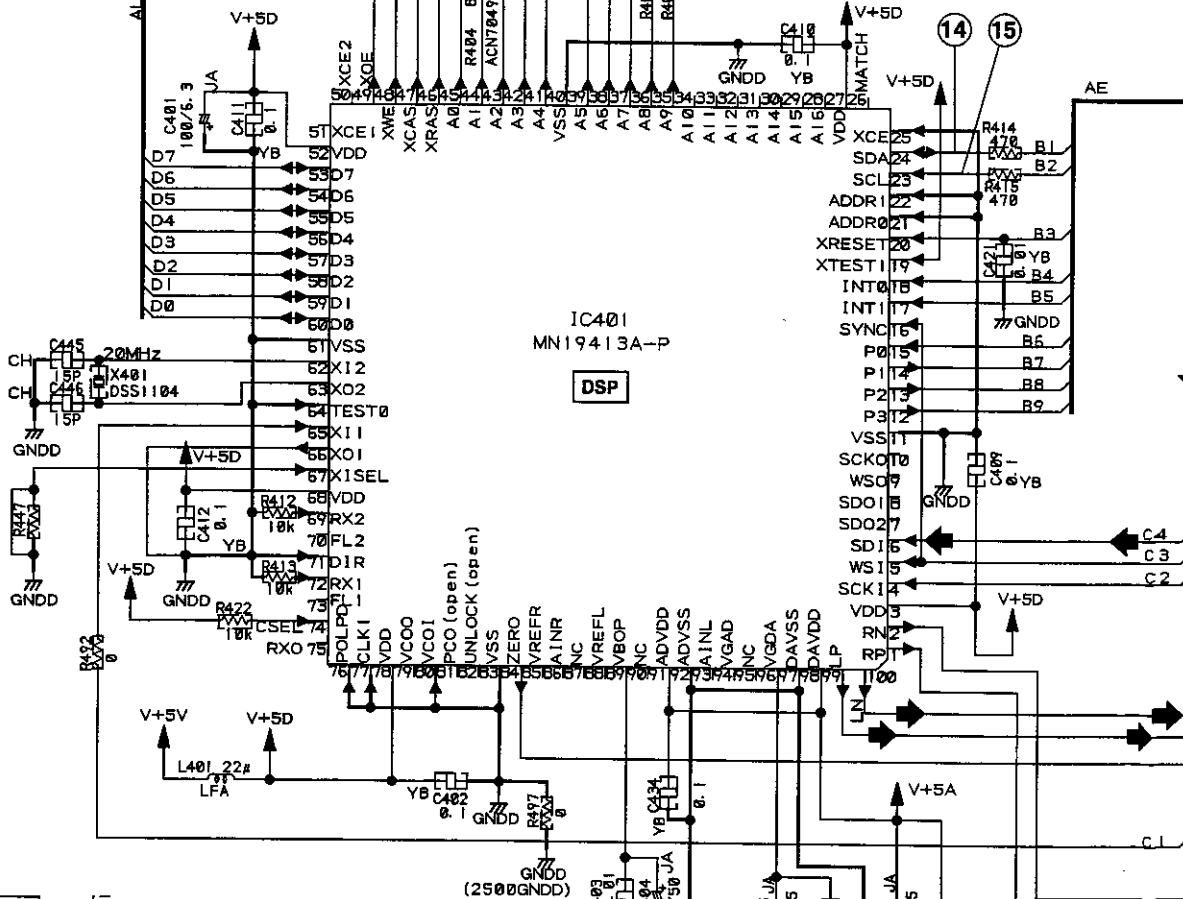 AL
V+5D
JA
C401
100/6.3
C411
0.1
YB
XCE2
XOE
R404
ACN7049
C410
0.1
YB
GNDD
V+5D
MATCH
14
15
V+5D
AE
50 49 48 47 46 45 44 43 42 41 40 39 38 37 36 35 34 33 32 31 30 29 28 27 26
XWE XCAS XRAS A0 A1 A2 A3 A4 VSS A5 A6 A7 A8 A9 A10 A11 A12 A13 A14 A15 A16 VDD
51 XCE1
52 VDD
D7 53 D7
D6 54 D6
D5 55 D5
D4 56 D4
D3 57 D3
D2 58 D2
D1 59 D1
D0 60 D0
61 VSS
62 XI2
63 XO2
64 TEST0
65 XI1
66 XO1
67 XISEL
68 VDD
69 RX2
70 FL2
71 DIR
72 RX1
73 FL1
CSEL 74
RXO 75
XCE 25
SDA 24
SCL 23
ADDR1 22
ADDR0 21
XRESET 20
XTEST1 19
INT0 18
INT1 17
SYNC 16
P0 15
P1 14
P2 13
P3 12
VSS 11
SCKO 10
WSO 9
SDO1 8
SDO2 7
SDI 6
WSI 5
SCKI 4
VDD 3
RN 2
RP 1
R414
470
B1
B2
R415
470
B3
C421
0.01
YB
B4
B5
GNDD
B6
B7
B8
B9
C409
0.1
YB
GNDD
C4
C3
C2
V+5D
IC401
MN19413A-P
DSP
CH
C445
15P
20MHz
X401
DSS1104
CH
C446
15P
GNDD
V+5D
R447
C412
0.1
YB
R412
10k
R413
10k
GNDD
V+5D
GNDD
R422
10k
R492
0
POLPD CLKI VDD VCOO VCOI PCO(open) UNLOCK(open) VSS ZERO VREFR AINR NC VREFL VBOP NC ADVDD ADVSS AINL VGAD NC VGDA DAVSS DAVDD LP
76 77 78 79 80 81 82 83 84 85 86 87 88 89 90 91 92 93 94 95 96 97 98 99 100
LN
V+5V
V+5D
L401 22μ
LFA
YB
C402
0.1
GNDD
R497
0
GNDD
(2500GNDD)
C434
0.1
YB
V+5A
C1
JA
JA
JA